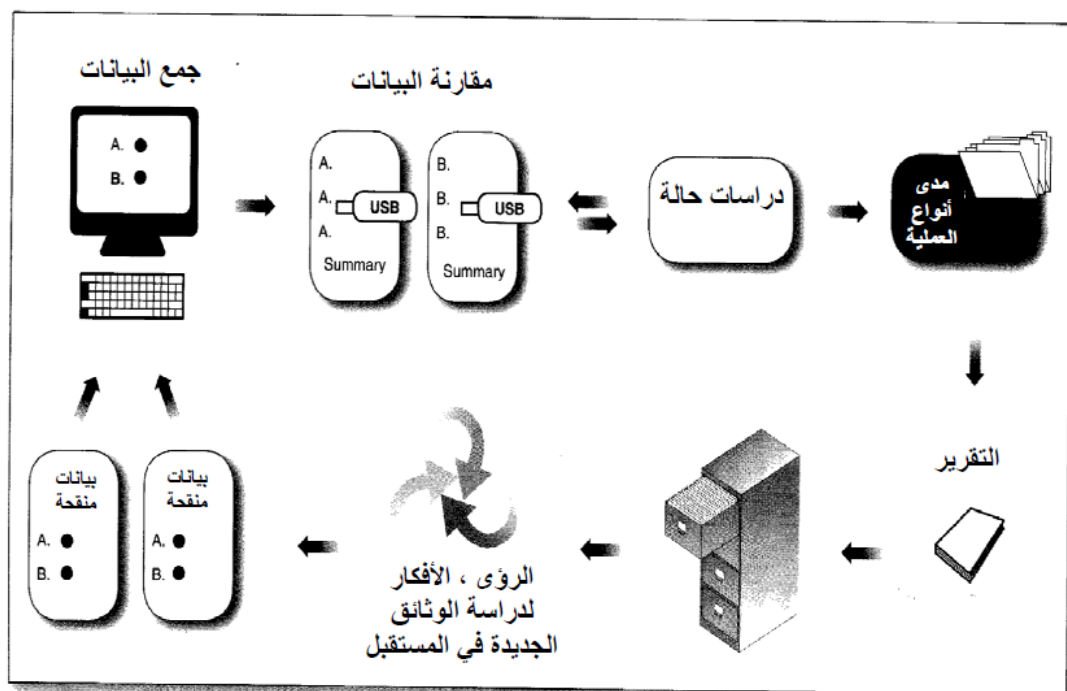 جمع البيانات
A.
B.
مقارنة البيانات
A.
A.
USB
A.
Summary
B.
B.
USB
B.
Summary
دراسات حالة
مدى
أنواع
العملية
التقرير
الرؤى ، الأفكار
لدراسة الوثائق
الجديدة في المستقبل
بيانات
منقحة
A.
B.
بيانات
منقحة
A.
B.